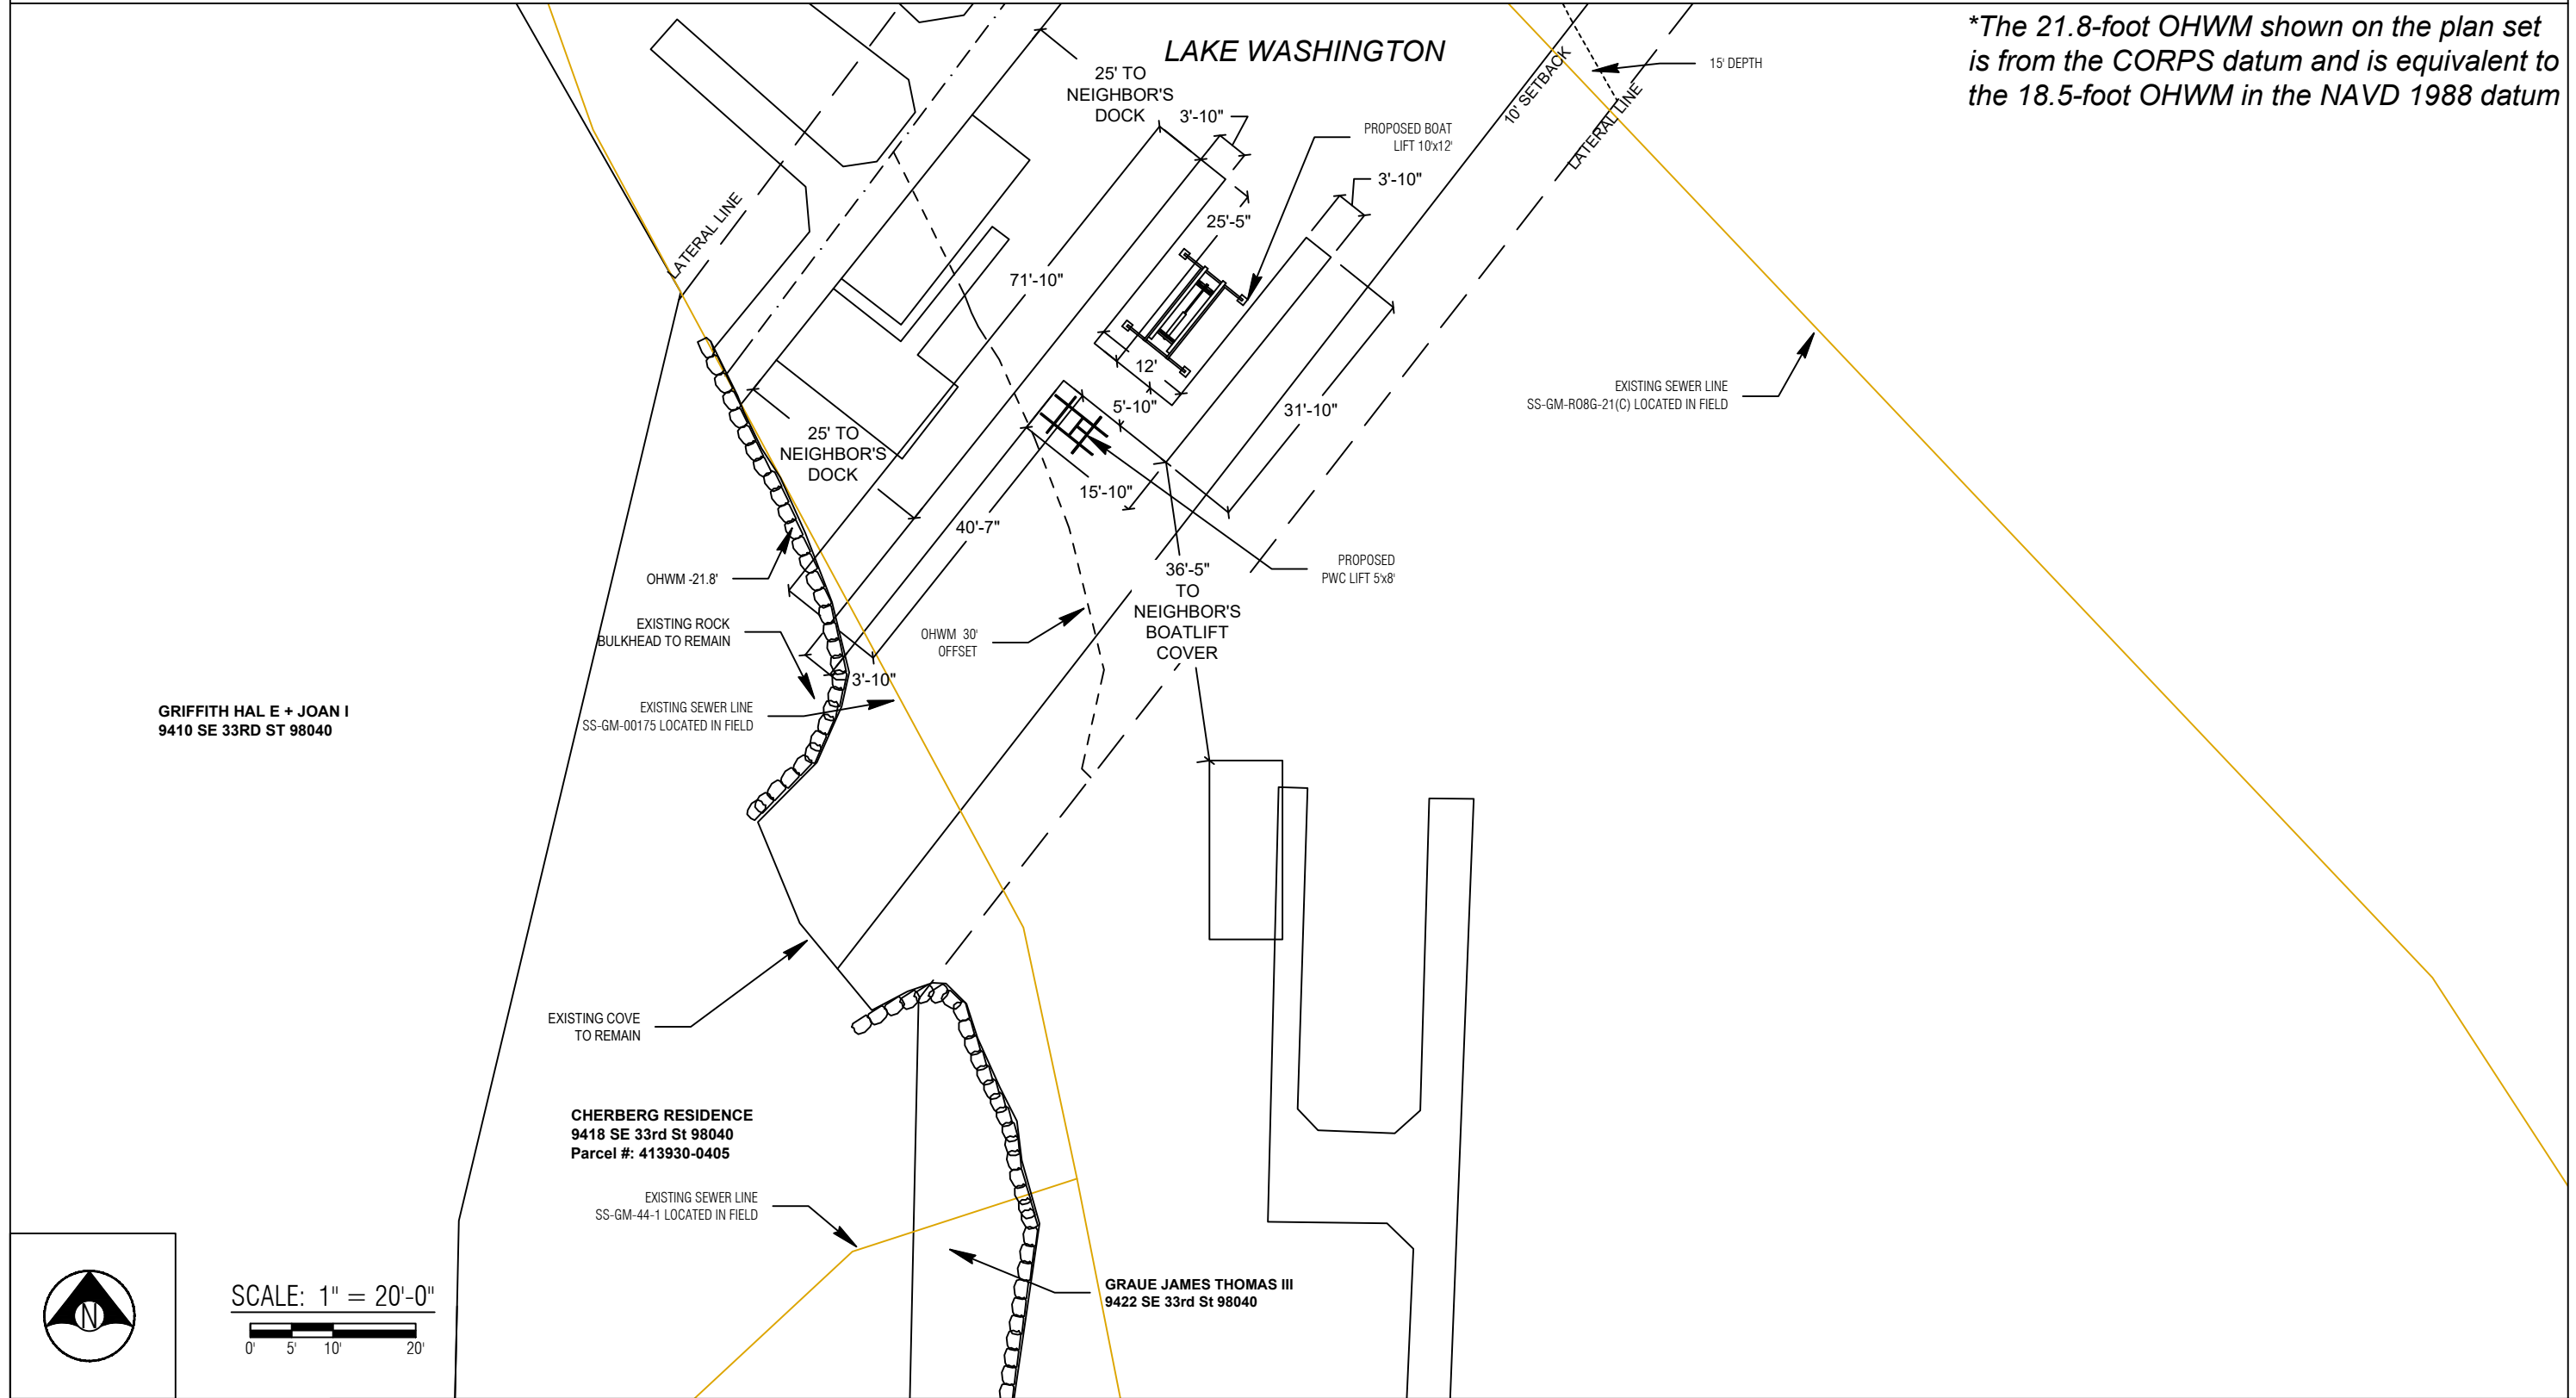 LAKE WASHINGTON
*The 21.8-foot OHWM shown on the plan set
is from the CORPS datum and is equivalent to
the 18.5-foot OHWM in the NAVD 1988 datum
15' DEPTH
10' SETBACK
LATERAL LINE
25' TO
NEIGHBOR'S
DOCK
3'-10"
PROPOSED BOAT
LIFT 10'x12'
3'-10"
25'-5"
LATERAL LINE
71'-10"
12'
5'-10"
31'-10"
EXISTING SEWER LINE
SS-GM-R08G-21(C) LOCATED IN FIELD
25' TO
NEIGHBOR'S
DOCK
15'-10"
40'-7"
PROPOSED
PWC LIFT 5'x8'
36'-5"
TO
NEIGHBOR'S
BOATLIFT
COVER
OHWM -21.8'
EXISTING ROCK
BULKHEAD TO REMAIN
OHWM 30'
OFFSET
3'-10"
EXISTING SEWER LINE
SS-GM-00175 LOCATED IN FIELD
GRIFFITH HAL E + JOAN I
9410 SE 33RD ST 98040
EXISTING COVE
TO REMAIN
CHERBERG RESIDENCE
9418 SE 33rd St 98040
Parcel #: 413930-0405
EXISTING SEWER LINE
SS-GM-44-1 LOCATED IN FIELD
GRAUE JAMES THOMAS III
9422 SE 33rd St 98040
N
SCALE: 1" = 20'-0"
0' 5' 10' 20'